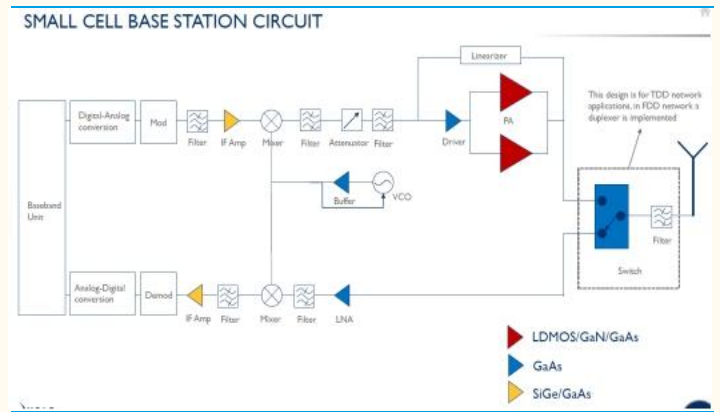 SMALL CELL BASE STATION CIRCUIT
Linearizer
This design is for TDD network
applications, in FDD network a
duplexer is implemented
Digital-Analog
conversion
Mod
Filter
IF Amp
Mixer
Filter
Attenuator
Filter
Driver
PA
Baseband
Unit
Buffer
VCO
Filter
Switch
Analog-Digital
conversion
Demod
IF Amp
Filter
Mixer
Filter
LNA
LDMOS/GaN/GaAs
GaAs
SiGe/GaAs